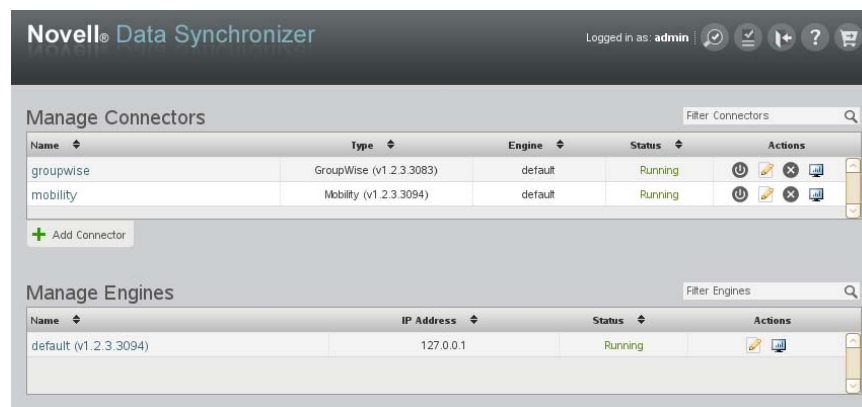 Novell® Data Synchronizer
Logged in as: admin
Manage Connectors
Filter Connectors
Name Type Engine Status Actions
groupwise GroupWise (v1.2.3.3083) default Running
mobility Mobility (v1.2.3.3094) default Running
Add Connector
Manage Engines
Filter Engines
Name IP Address Status Actions
default (v1.2.3.3094) 127.0.0.1 Running